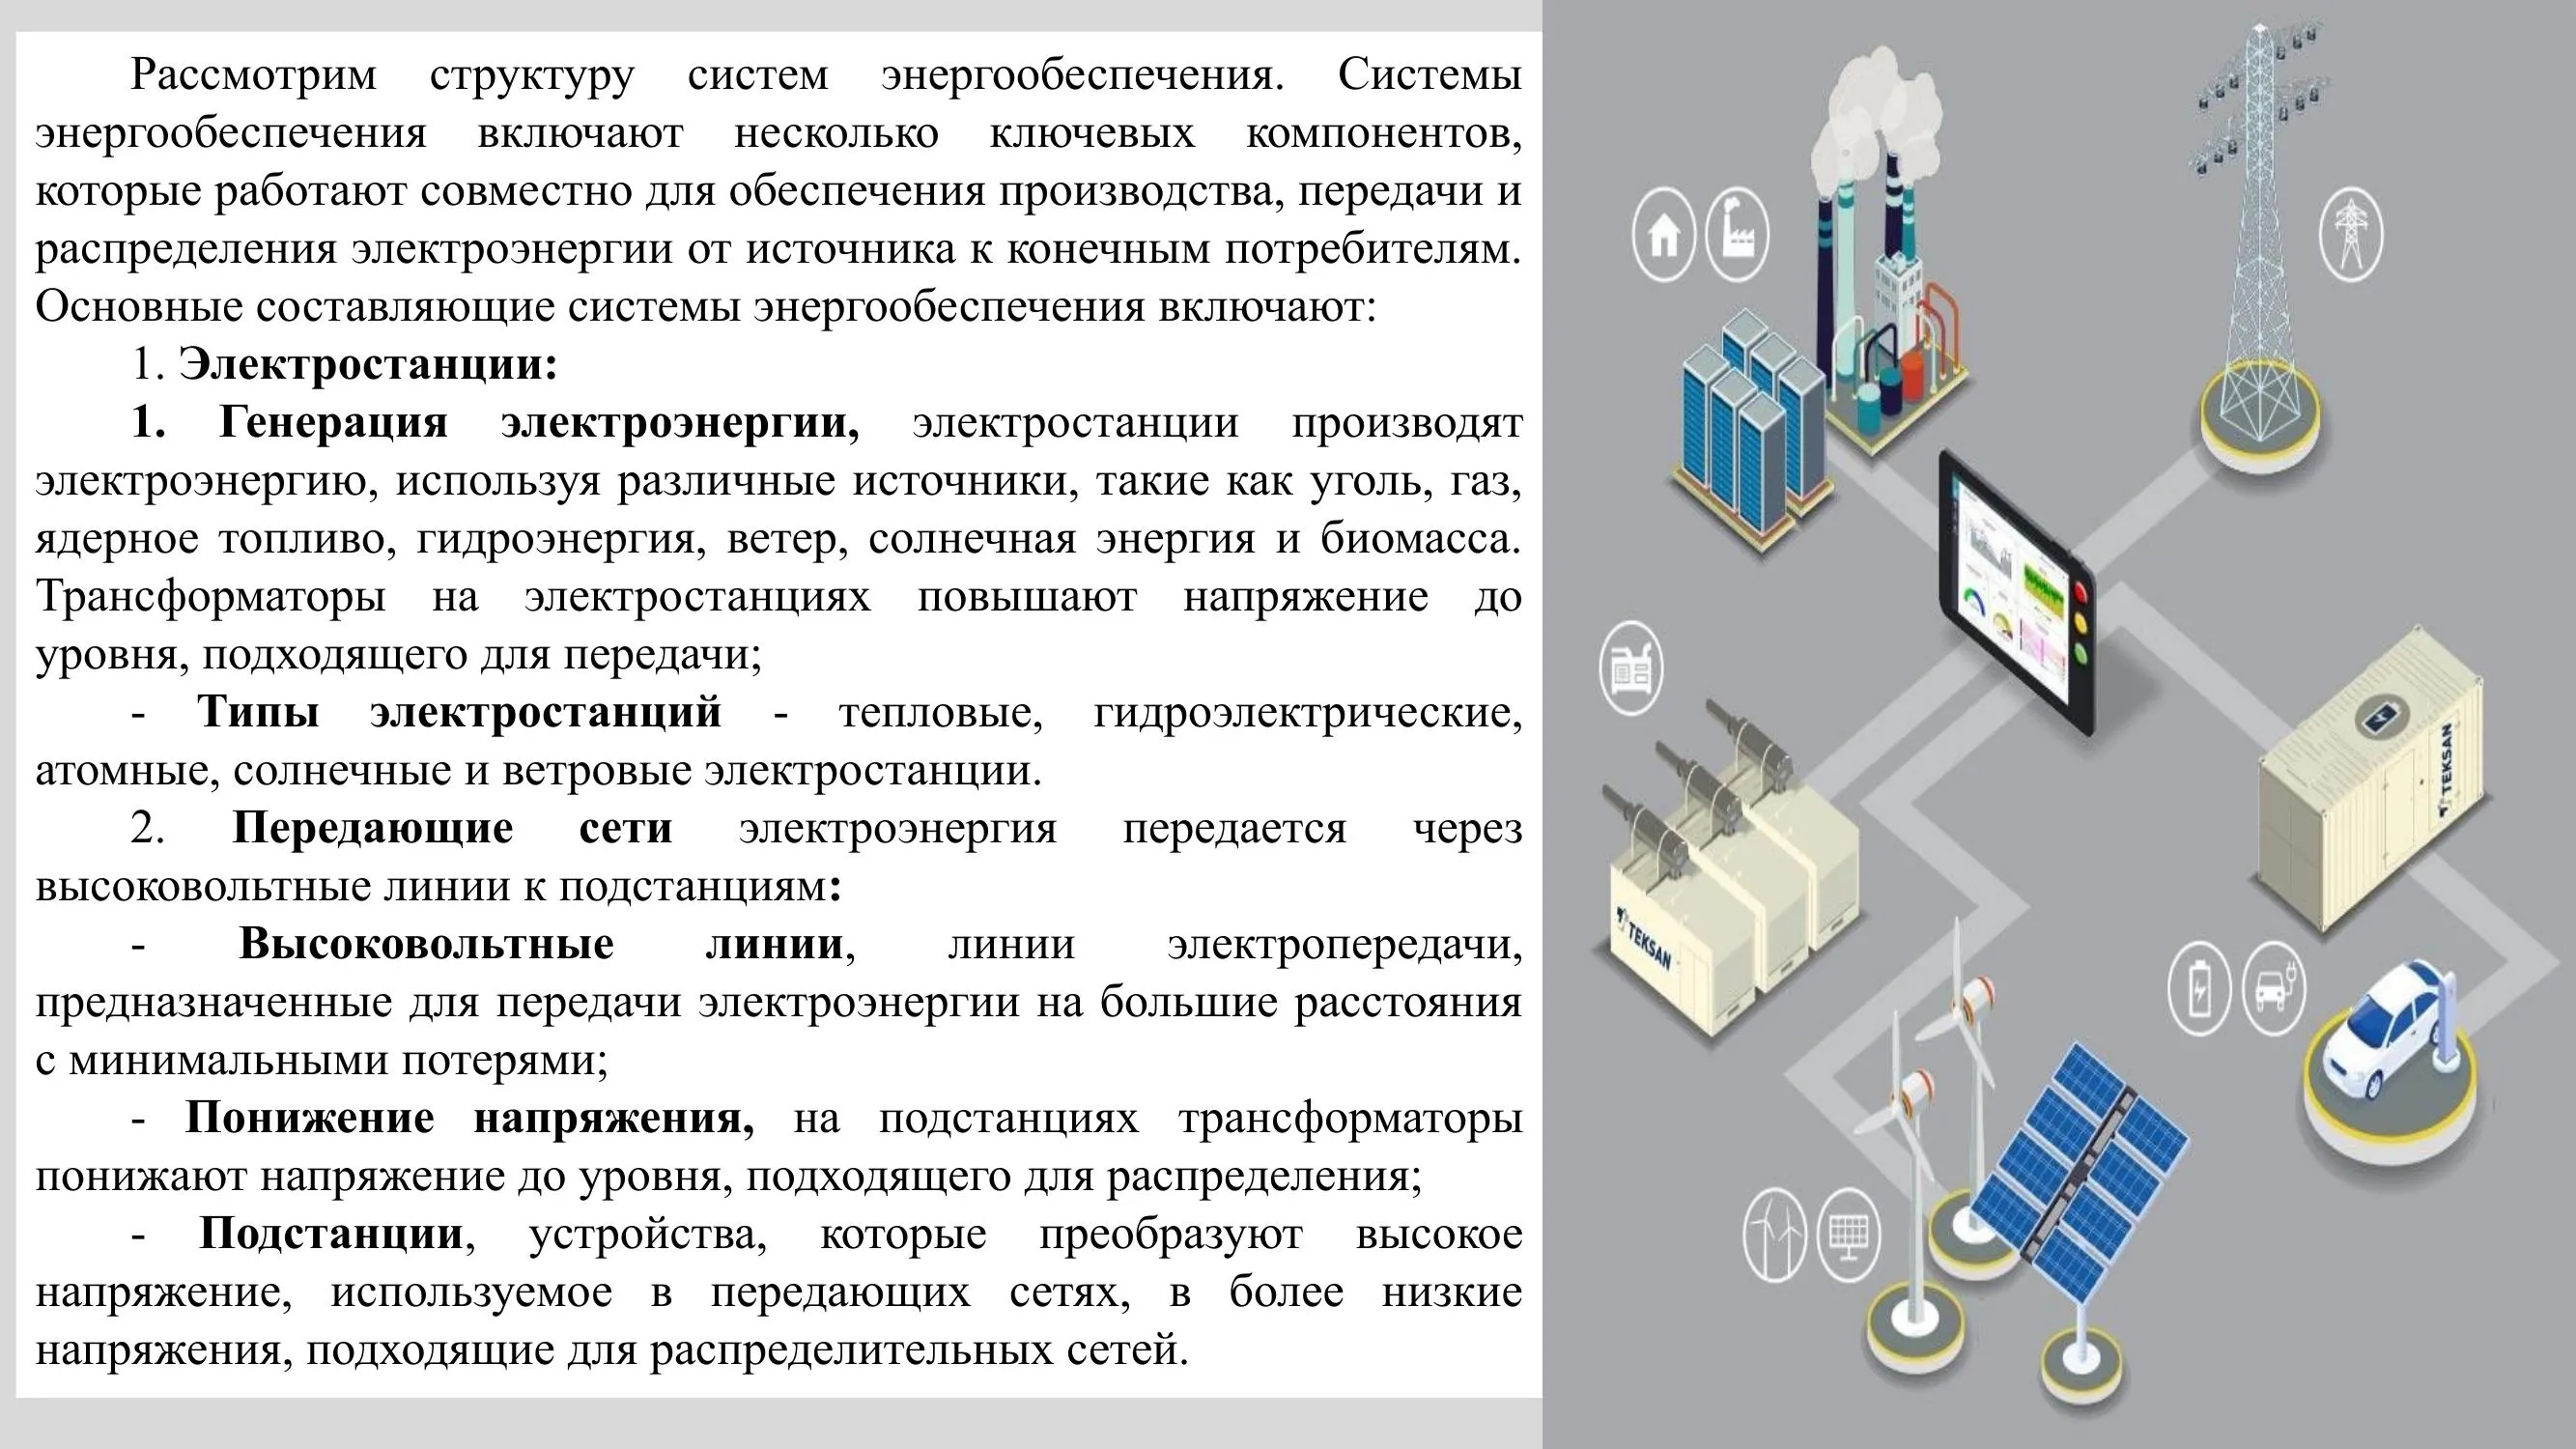 Рассмотрим структуру систем энергообеспечения. Системы
энергообеспечения включают несколько ключевых компонентов,
которые работают совместно для обеспечения производства, передачи и
распределения электроэнергии от источника к конечным потребителям.
Основные составляющие системы энергообеспечения включают:
1. Электростанции:
1. Генерация электроэнергии, электростанции производят
электроэнергию, используя различные источники, такие как уголь, газ,
ядерное топливо, гидроэнергия, ветер, солнечная энергия и биомасса.
Трансформаторы на электростанциях повышают напряжение до
уровня, подходящего для передачи;
- Типы электростанций - тепловые, гидроэлектрические,
атомные, солнечные и ветровые электростанции.
2. Передающие сети электроэнергия передается через
высоковольтные линии к подстанциям:
- Высоковольтные линии, линии электропередачи,
предназначенные для передачи электроэнергии на большие расстояния
с минимальными потерями;
- Понижение напряжения, на подстанциях трансформаторы
понижают напряжение до уровня, подходящего для распределения;
- Подстанции, устройства, которые преобразуют высокое
напряжение, используемое в передающих сетях, в более низкие
напряжения, подходящие для распределительных сетей.
TEKSAN
TEKSAN